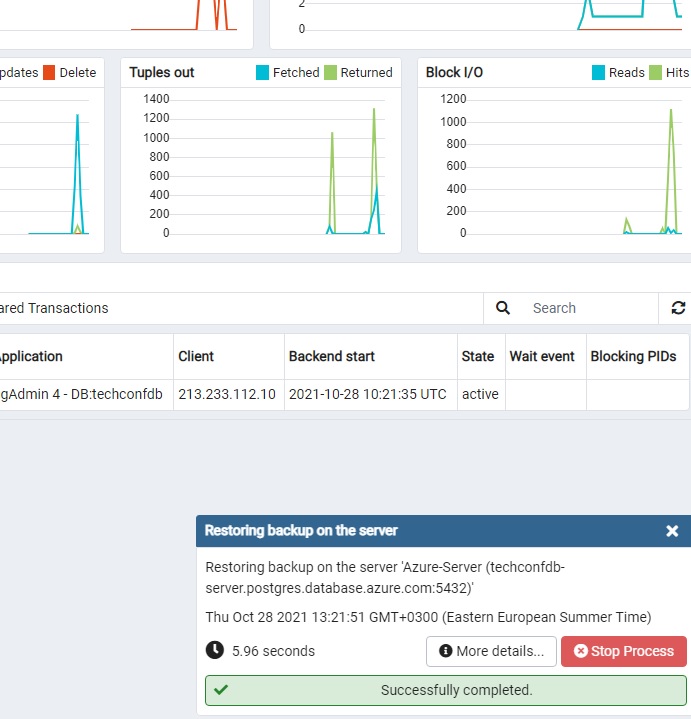 2
0
pdates Delete
Tuples out Fetched Returned
Block I/O Reads Hits
1400
1200
1000
800
600
400
200
0
1200
1000
800
600
400
200
0
ared Transactions
Search
pplication Client Backend start State Wait event Blocking PIDs
gAdmin 4 - DB:techconfdb 213.233.112.10 2021-10-28 10:21:35 UTC active
Restoring backup on the server
Restoring backup on the server 'Azure-Server (techconfdb-
server.postgres.database.azure.com:5432)'
Thu Oct 28 2021 13:21:51 GMT+0300 (Eastern European Summer Time)
5.96 seconds More details... Stop Process
Successfully completed.